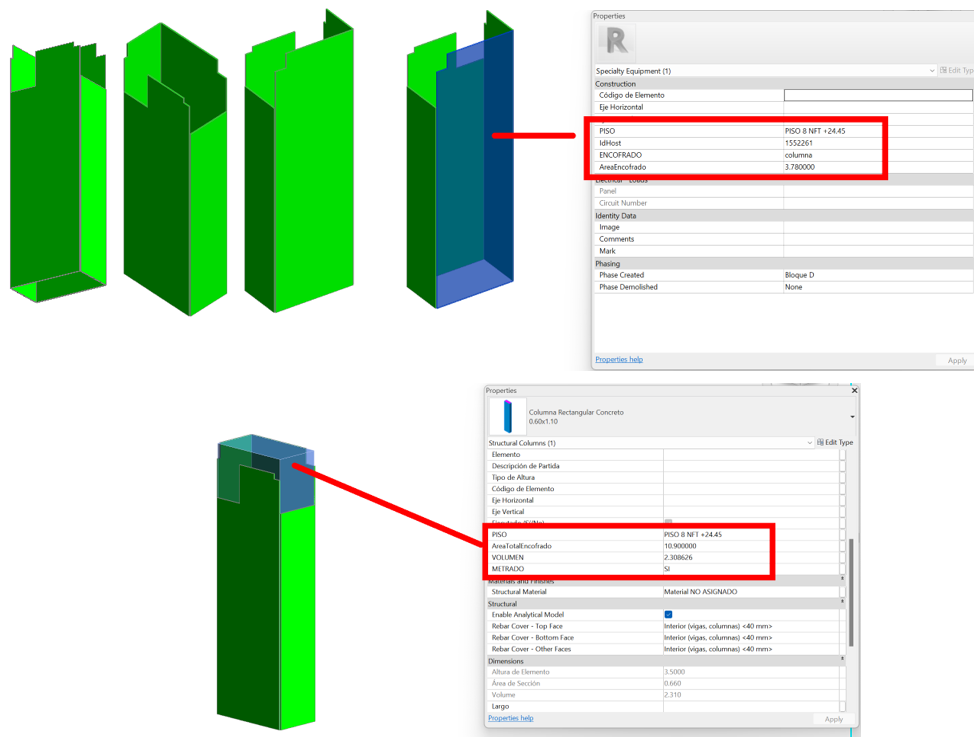 Properties
R
Specialty Equipment (1)
Edit Typ
Construction
Código de Elemento
Eje Horizontal
PISO PISO 8 NFT +24.45
IdHost 1552261
ENCOFRADO columna
AreaEncofrado 3.780000
Electrical - Loads
Panel
Circuit Number
Identity Data
Image
Comments
Mark
Phasing
Phase Created Bloque D
Phase Demolished None
Properties help
Apply
Properties
Columna Rectangular Concreto
0.60x1.10
Structural Columns (1)
Edit Type
Elemento
Descripción de Partida
Tipo de Altura
Código de Elemento
Eje Horizontal
Eje Vertical
PISO PISO 8 NFT +24.45
AreaTotalEncofrado 10.900000
VOLUMEN 2.308626
METRADO SI
Materials and Finishes
Structural Material Material NO ASIGNADO
Structural
Enable Analytical Model
Rebar Cover - Top Face Interior (vigas, columnas) <40 mm>
Rebar Cover - Bottom Face Interior (vigas, columnas) <40 mm>
Rebar Cover - Other Faces Interior (vigas, columnas) <40 mm>
Dimensions
Altura de Elemento 3.5000
Área de Sección 0.660
Volume 2.310
Largo
Properties help
Apply